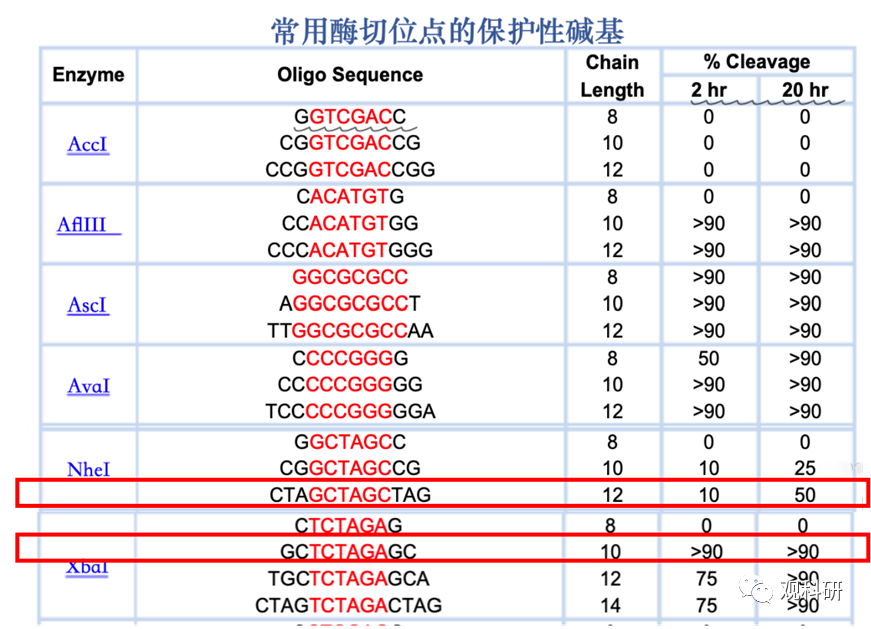 常用酶切位点的保护性碱基
Enzyme Oligo Sequence Chain Length % Cleavage
2 hr 20 hr
AccI
GGTCGACC 8 0 0
CGGTCGACCG 10 0 0
CCGGTCGACCGG 12 0 0
AflIII
CACATGTG 8 0 0
CCACATGTGG 10 >90 >90
CCCACATGTGGG 12 >90 >90
AscI
GGCGCGCC 8 >90 >90
AGGCGCGCCT 10 >90 >90
TTGGCGCGCCAA 12 >90 >90
AvaI
CCCCGGGG 8 50 >90
CCCCCGGGGG 10 >90 >90
TCCCCCGGGGGA 12 >90 >90
NheI
GGCTAGCC 8 0 0
CGGCTAGCCG 10 10 25
CTAGCTAGCTAG 12 10 50
XbaI
CTCTAGAG 8 0 0
GCTCTAGAGC 10 >90 >90
TGCTCTAGAGCA 12 75 >90
CTAGTCTAGACTAG 14 75 >90
观科研